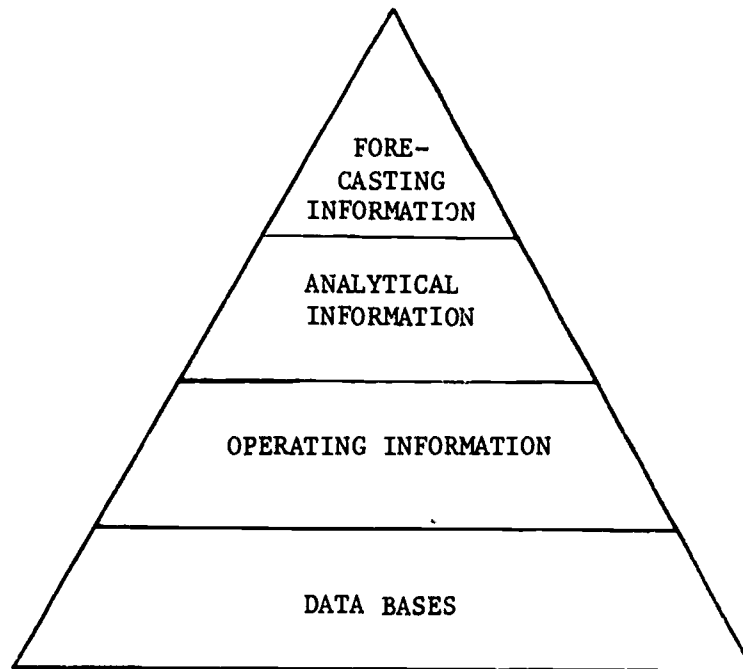 FORE-
CASTING
INFORMATION
ANALYTICAL
INFORMATION
OPERATING INFORMATION
DATA BASES